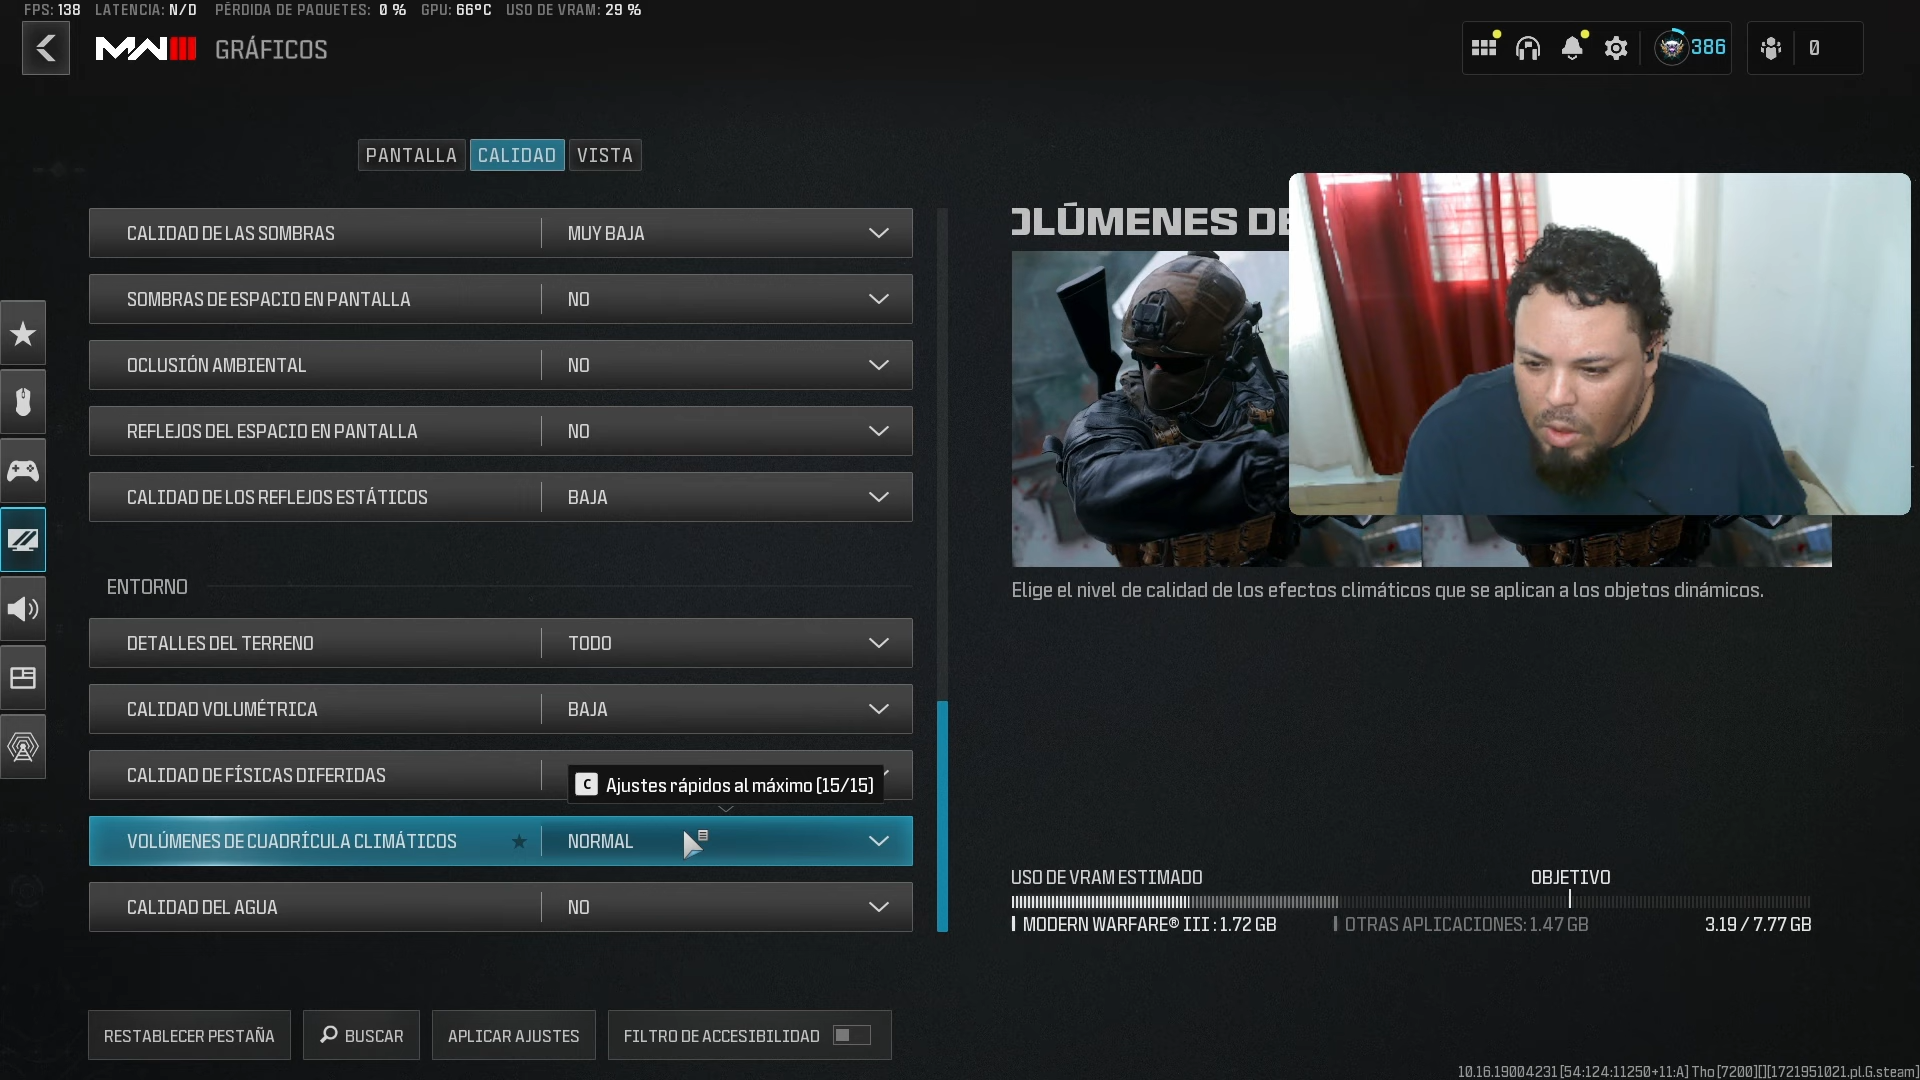 FPS: 138 LATENCIA: N/D PÉRDIDA DE PAQUETES: 0 % GPU: 66°C USO DE VRAM: 29 %
MWIII GRÁFICOS
386
0
PANTALLA CALIDAD VISTA
CALIDAD DE LAS SOMBRAS MUY BAJA
SOMBRAS DE ESPACIO EN PANTALLA NO
OCLUSIÓN AMBIENTAL NO
REFLEJOS DEL ESPACIO EN PANTALLA NO
CALIDAD DE LOS REFLEJOS ESTÁTICOS BAJA
ENTORNO
DETALLES DEL TERRENO TODO
CALIDAD VOLUMÉTRICA BAJA
CALIDAD DE FÍSICAS DIFERIDAS
C Ajustes rápidos al máximo [15/15]
VOLÚMENES DE CUADRÍCULA CLIMÁTICOS NORMAL
CALIDAD DEL AGUA NO
OLÚMENES DE
Elige el nivel de calidad de los efectos climáticos que se aplican a los objetos dinámicos.
USO DE VRAM ESTIMADO OBJETIVO
MODERN WARFARE® III : 1.72 GB OTRAS APLICACIONES: 1.47 GB 3.19 / 7.77 GB
RESTABLECER PESTAÑA BUSCAR APLICAR AJUSTES FILTRO DE ACCESIBILIDAD
10.16.19004231 [54:124:11250+11:A] Tho [7200][][1721951021.pl.G.steam]